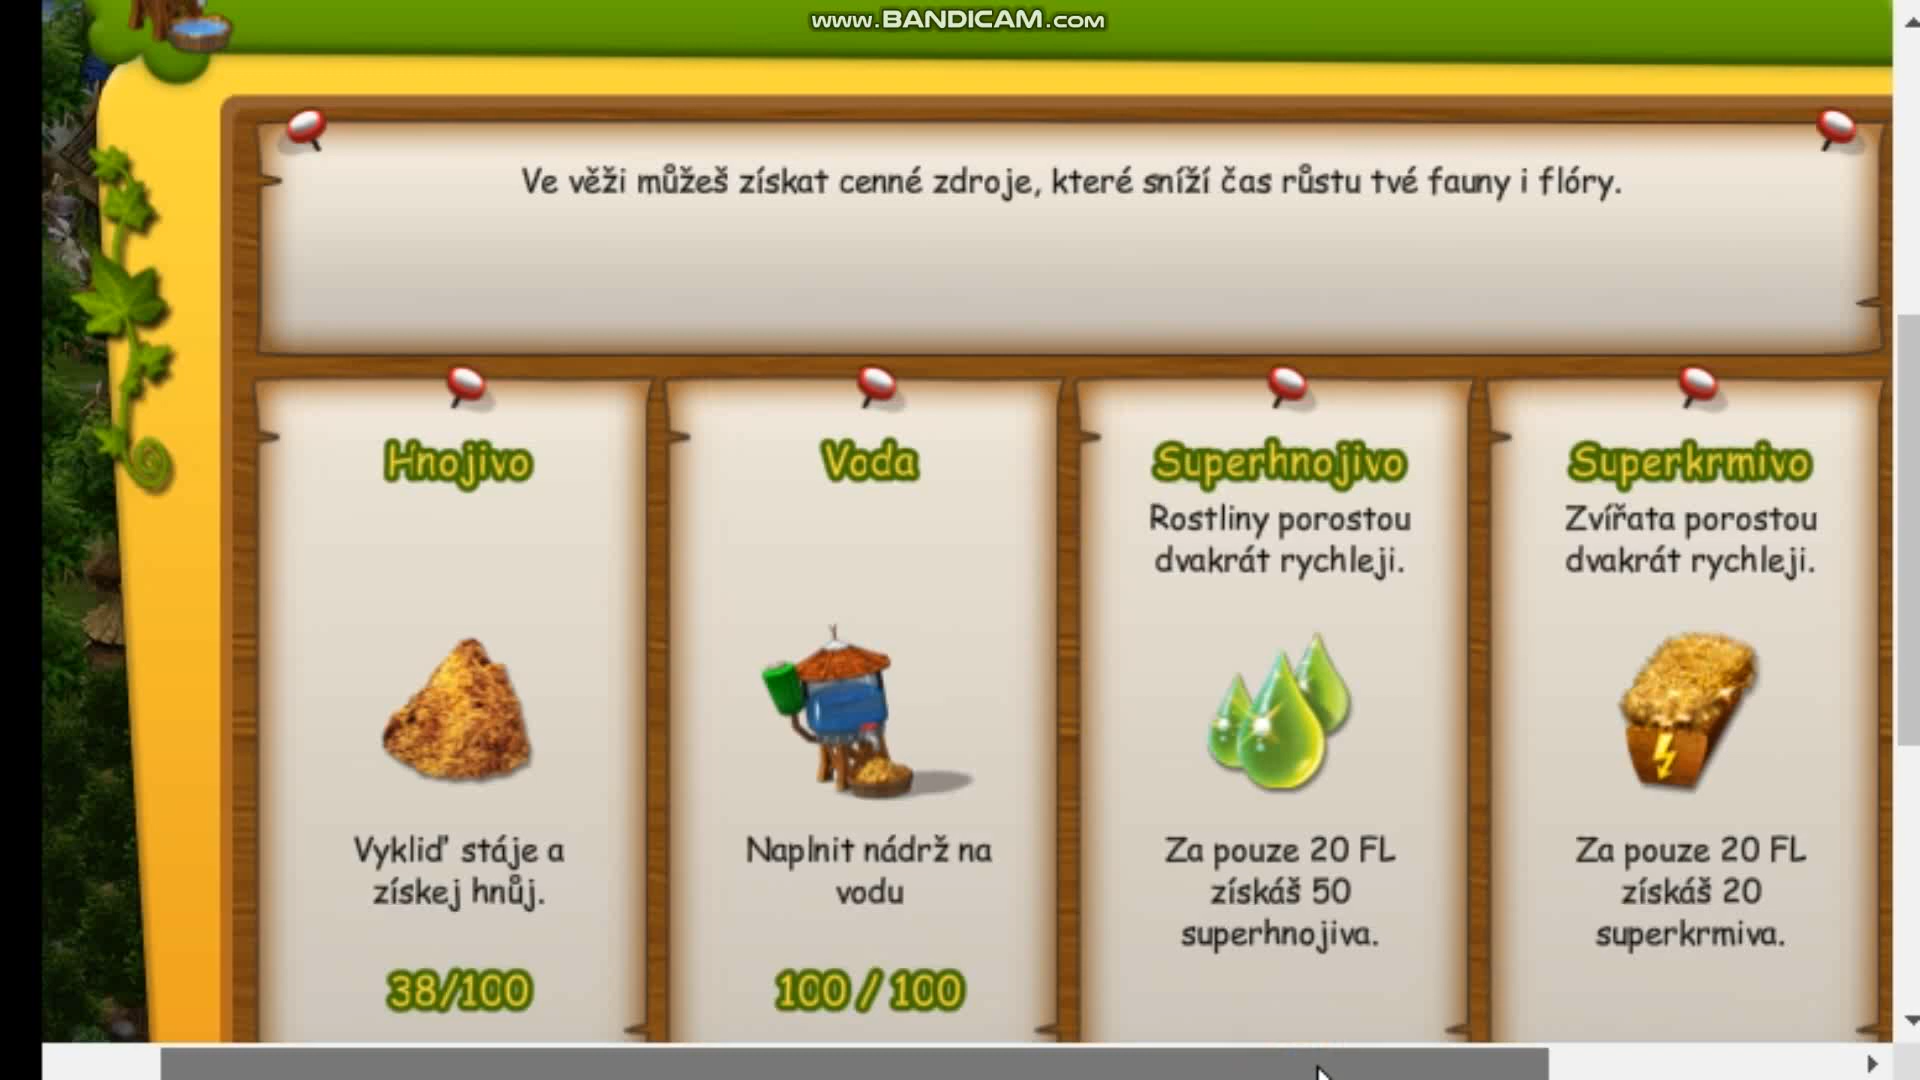 www.BANDICAM.com
Ve věži můžeš získat cenné zdroje, které sníží čas růstu tvé fauny i flóry.
Hnojivo
Vykliď stáje a
získej hnůj.
38/100
Voda
Naplnit nádrž na
vodu
100 / 100
Superhnojivo
Rostliny porostou
dvakrát rychleji.
Za pouze 20 FL
získáš 50
superhnojiva.
Superkrmivo
Zvířata porostou
dvakrát rychleji.
Za pouze 20 FL
získáš 20
superkrmiva.